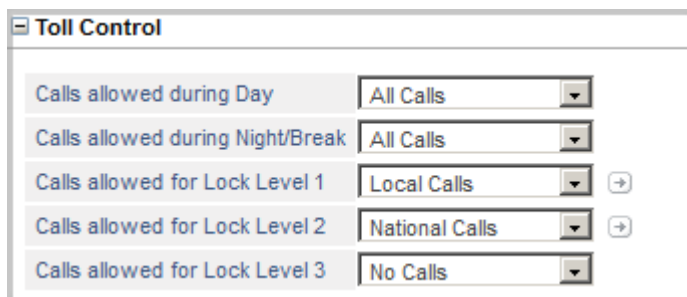 Toll Control
Calls allowed during Day All Calls
Calls allowed during Night/Break All Calls
Calls allowed for Lock Level 1 Local Calls
Calls allowed for Lock Level 2 National Calls
Calls allowed for Lock Level 3 No Calls